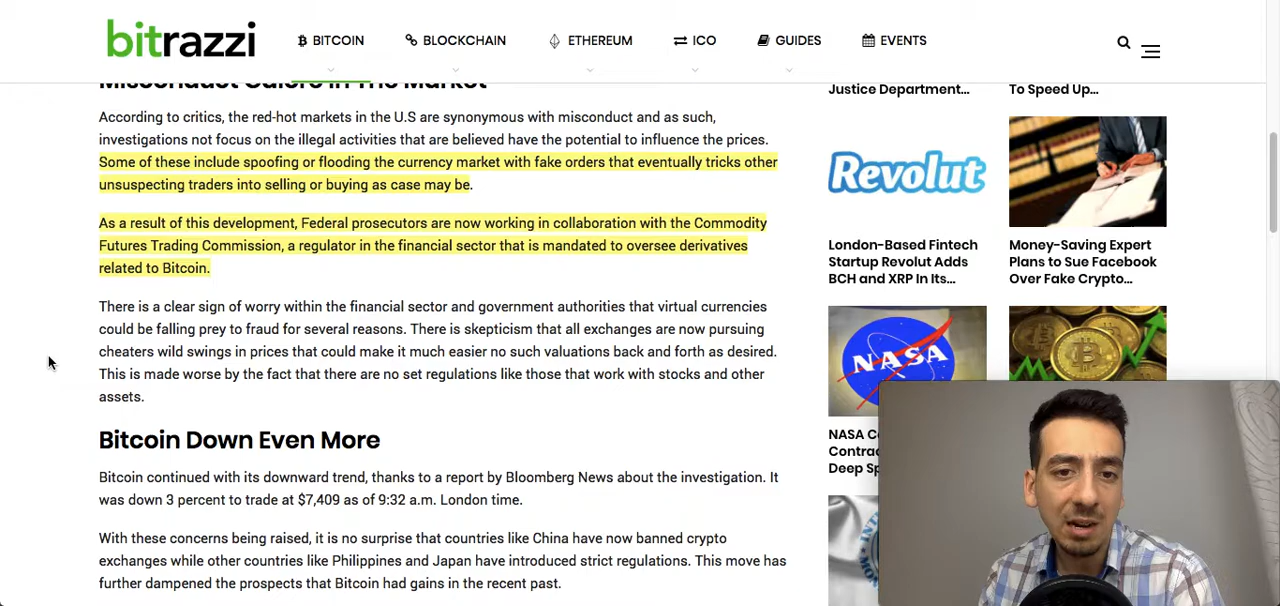 bitrazzi
BITCOIN
BLOCKCHAIN
ETHEREUM
ICO
GUIDES
EVENTS
Misconduct Galore In The Market
According to critics, the red-hot markets in the U.S are synonymous with misconduct and as such,
investigations not focus on the illegal activities that are believed have the potential to influence the prices.
Some of these include spoofing or flooding the currency market with fake orders that eventually tricks other
unsuspecting traders into selling or buying as case may be.
As a result of this development, Federal prosecutors are now working in collaboration with the Commodity
Futures Trading Commission, a regulator in the financial sector that is mandated to oversee derivatives
related to Bitcoin.
There is a clear sign of worry within the financial sector and government authorities that virtual currencies
could be falling prey to fraud for several reasons. There is skepticism that all exchanges are now pursuing
cheaters wild swings in prices that could make it much easier no such valuations back and forth as desired.
This is made worse by the fact that there are no set regulations like those that work with stocks and other
assets.
Bitcoin Down Even More
Bitcoin continued with its downward trend, thanks to a report by Bloomberg News about the investigation. It
was down 3 percent to trade at $7,409 as of 9:32 a.m. London time.
With these concerns being raised, it is no surprise that countries like China have now banned crypto
exchanges while other countries like Philippines and Japan have introduced strict regulations. This move has
further dampened the prospects that Bitcoin had gains in the recent past.
Justice Department...
To Speed Up...
Revolut
London-Based Fintech
Startup Revolut Adds
BCH and XRP In Its...
Money-Saving Expert
Plans to Sue Facebook
Over Fake Crypto...
NASA
NASA
Contra
Deep Sp